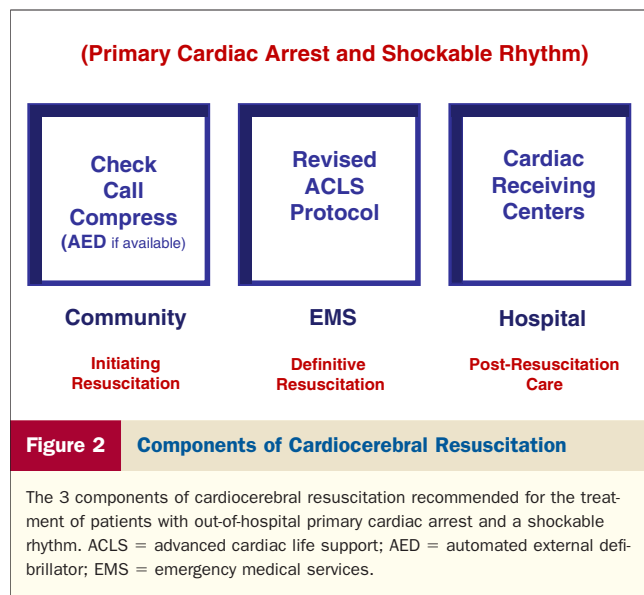 (Primary Cardiac Arrest and Shockable Rhythm)
Check
Call
Compress
(AED if available)
Revised
ACLS
Protocol
Cardiac
Receiving
Centers
Community
EMS
Hospital
Initiating
Resuscitation
Definitive
Resuscitation
Post-Resuscitation
Care
Figure 2
Components of Cardiocerebral Resuscitation
The 3 components of cardiocerebral resuscitation recommended for the treat-
ment of patients with out-of-hospital primary cardiac arrest and a shockable
rhythm. ACLS = advanced cardiac life support; AED = automated external defi-
brillator; EMS = emergency medical services.